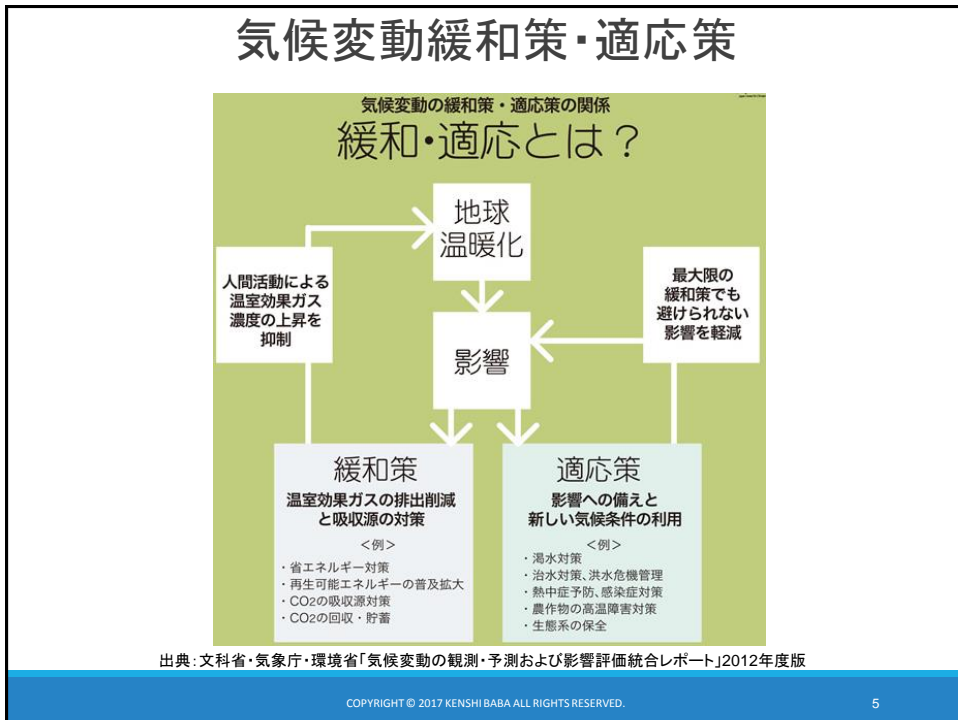 気候変動緩和策・適応策
気候変動の緩和策・適応策の関係
緩和・適応とは？
地球
温暖化
人間活動による
温室効果ガス
濃度の上昇を
抑制
最大限の
緩和策でも
避けられない
影響を軽減
影響
緩和策
温室効果ガスの排出削減
と吸収源の対策
＜例＞
・省エネルギー対策
・再生可能エネルギーの普及拡大
・CO2の吸収源対策
・CO2の回収・貯蓄
適応策
影響への備えと
新しい気候条件の利用
＜例＞
・渇水対策
・治水対策、洪水危機管理
・熱中症予防、感染症対策
・農作物の高温障害対策
・生態系の保全
出典：文科省・気象庁・環境省「気候変動の観測・予測および影響評価統合レポート」2012年度版
COPYRIGHT © 2017 KENSHI BABA ALL RIGHTS RESERVED.
5